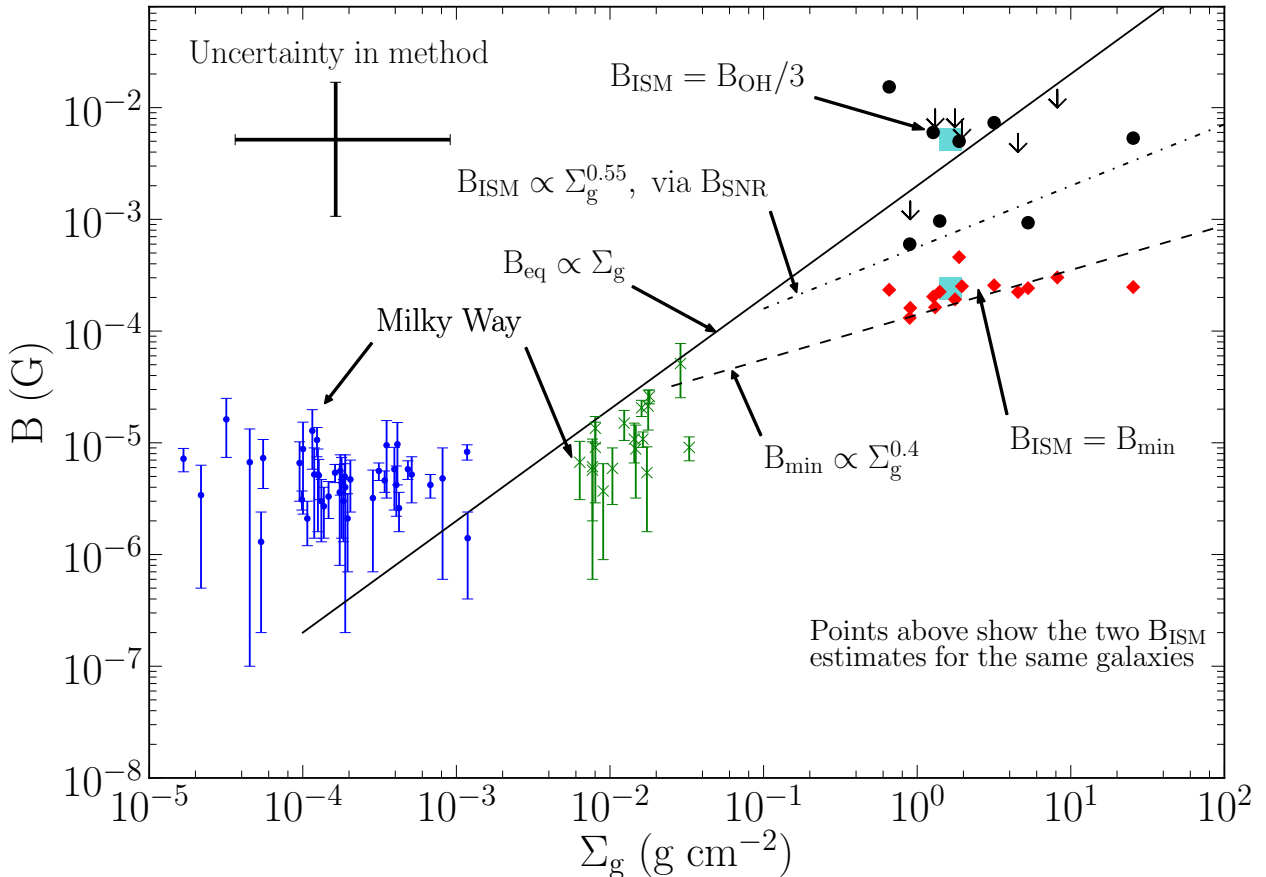 Uncertainty in method
B_ISM = B_OH/3
B_ISM ∝ Σ_g^0.55, via B_SNR
B_eq ∝ Σ_g
Milky Way
B_min ∝ Σ_g^0.4
B_ISM = B_min
Points above show the two B_ISM
estimates for the same galaxies
B (G)
10^-2
10^-3
10^-4
10^-5
10^-6
10^-7
10^-8
10^-5 10^-4 10^-3 10^-2 10^-1 10^0 10^1 10^2
Σ_g (g cm^-2)